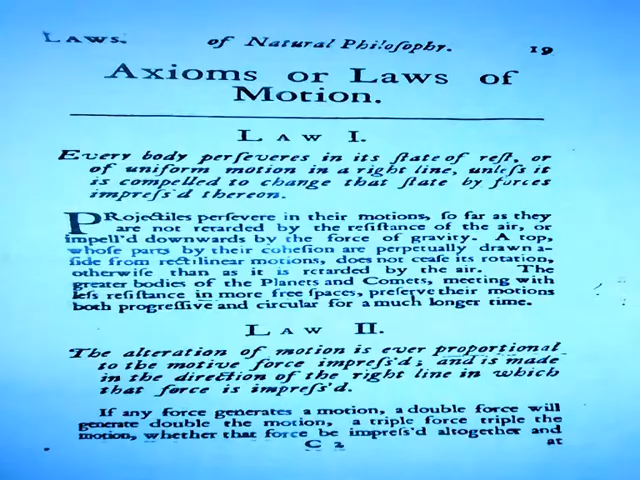 LAWS. of Natural Philoſophy. 19
Axioms or Laws of
Motion.
LAW I.
Every body perſeveres in its ſtate of reſt, or
of uniform motion in a right line, unleſs it
is compelled to change that ſtate by forces
impreſs'd thereon.
PRojectiles perſevere in their motions, ſo far as they
are not retarded by the reſiſtance of the air, or
impell'd downwards by the force of gravity. A top,
whoſe parts by their coheſion are perpetually drawn a-
ſide from rectilinear motions, does not ceaſe its rotation,
otherwiſe than as it is retarded by the air. The
greater bodies of the Planets and Comets, meeting with
leſs reſiſtance in more free ſpaces, preſerve their motions
both progreſſive and circular for a much longer time.
LAW II.
The alteration of motion is ever proportional
to the motive force impreſs'd; and is made
in the direction of the right line in which
that force is impreſs'd.
If any force generates a motion, a double force will
generate double the motion, a triple force triple the
motion, whether that force be impreſs'd altogether and
C 2 at